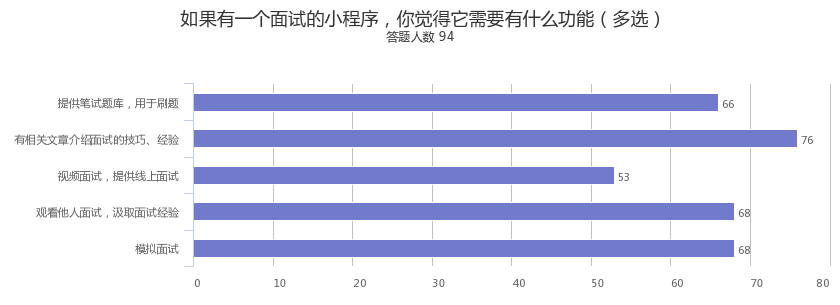 如果有一个面试的小程序，你觉得它需要有什么功能（多选）
答题人数 94
提供笔试题库，用于刷题
66
有相关文章介绍面试的技巧、经验
76
视频面试，提供线上面试
53
观看他人面试，汲取面试经验
68
模拟面试
68
0 10 20 30 40 50 60 70 80